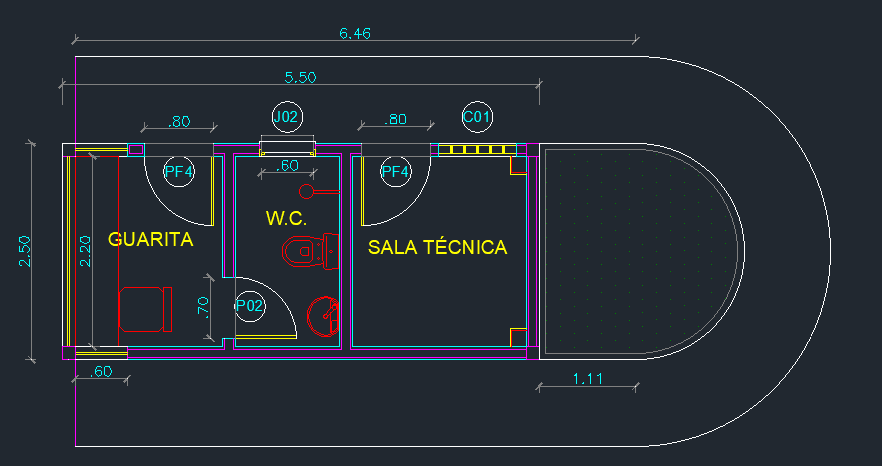 6.46
5.50
J02
C01
.80
.80
.60
PF4
PF4
W.C.
GUARITA
SALA TÉCNICA
2.50
2.20
.70
P02
.60
1.11